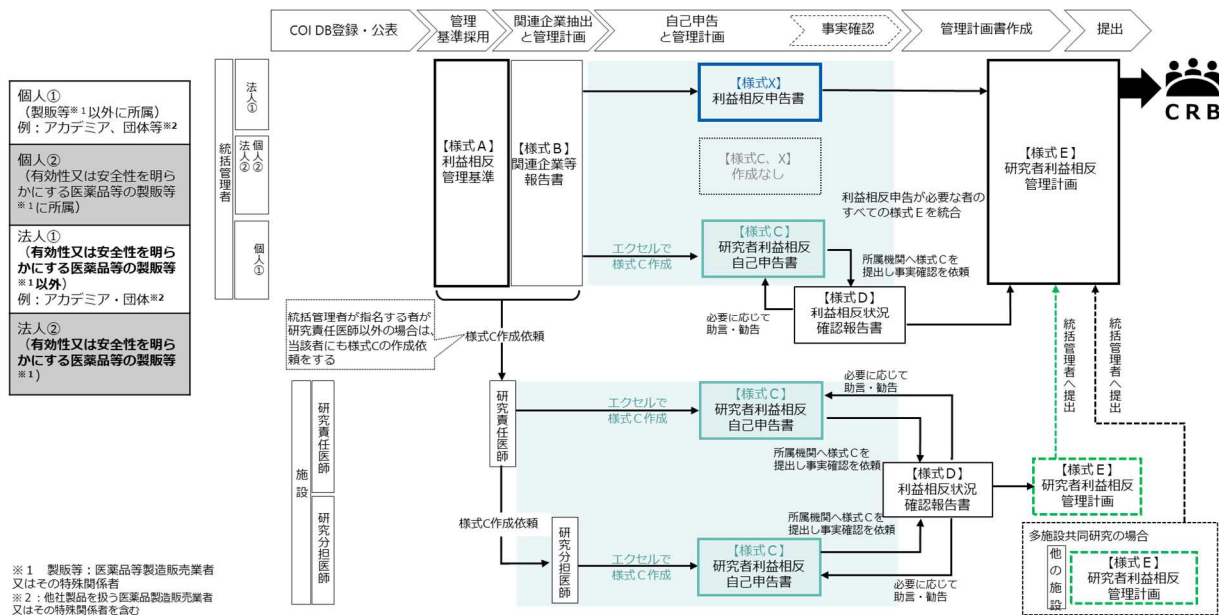 COI DB登録・公表
管理
基準採用
関連企業抽出
と管理計画
自己申告
と管理計画
事実確認
管理計画書作成
提出
個人①
（製販等※１以外に所属）
例：アカデミア、団体等※２
個人②
（有効性又は安全性を明ら
かにする医薬品等の製販等
※１に所属）
法人①
（有効性又は安全性を明ら
かにする医薬品等の製販等
※１以外）
例：アカデミア・団体※２
法人②
（有効性又は安全性を明ら
かにする医薬品等の製販等
※１）
統括管理者
法人①
個人②
法人②
個人①
【様式A】
利益相反
管理基準
【様式B】
関連企業等
報告書
【様式X】
利益相反申告書
【様式C、X】
作成なし
エクセルで
様式Ｃ作成
【様式Ｃ】
研究者利益相反
自己申告書
利益相反申告が必要な者の
すべての様式Ｅを統合
所属機関へ様式Ｃを
提出し事実確認を依頼
必要に応じて
助言・勧告
【様式D】
利益相反状況
確認報告書
【様式Ｅ】
研究者利益相反
管理計画
CRB
統括管理者が指名する者が
研究責任医師以外の場合は、
当該者にも様式Cの作成依
頼をする
様式C作成依頼
施設
研究責任医師
研究分担医師
研究責任医師
エクセルで
様式Ｃ作成
【様式Ｃ】
研究者利益相反
自己申告書
必要に応じて
助言・勧告
所属機関へ様式Ｃを
提出し事実確認を依頼
【様式D】
利益相反状況
確認報告書
【様式Ｅ】
研究者利益相反
管理計画
統括管理者へ提出
統括管理者へ提出
様式C作成依頼
研究分担医師
エクセルで
様式Ｃ作成
【様式Ｃ】
研究者利益相反
自己申告書
所属機関へ様式Ｃを
提出し事実確認を依頼
必要に応じて
助言・勧告
多施設共同研究の場合
他の施設
【様式Ｅ】
研究者利益相反
管理計画
※１　製販等：医薬品等製造販売業者
又はその特殊関係者
※２：他社製品を扱う医薬品製造販売業者
又はその特殊関係者を含む